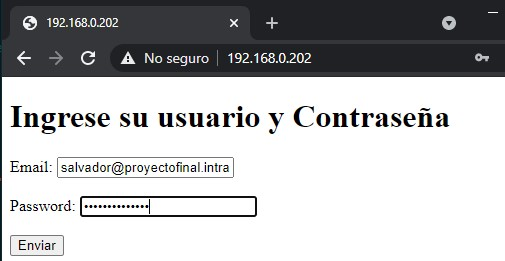 192.168.0.202
No seguro 192.168.0.202
Ingrese su usuario y Contraseña
Email: salvador@proyectofinal.intra
Password: ••••••••••••••
Enviar